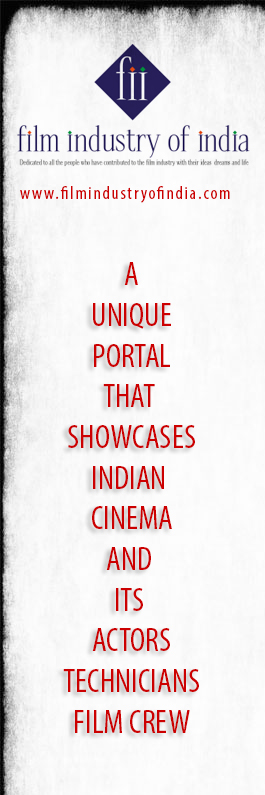 fii
film industry of india
Dedicated to all the people who have contributed to the film industry with their ideas dreams and life
www.filmindustryofindia.com
A
UNIQUE
PORTAL
THAT
SHOWCASES
INDIAN
CINEMA
AND
ITS
ACTORS
TECHNICIANS
FILM CREW